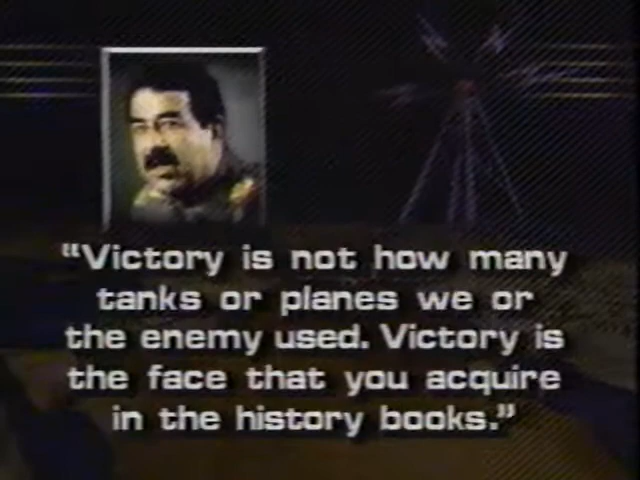 “Victory is not how many
tanks or planes we or
the enemy used. Victory is
the face that you acquire
in the history books.”